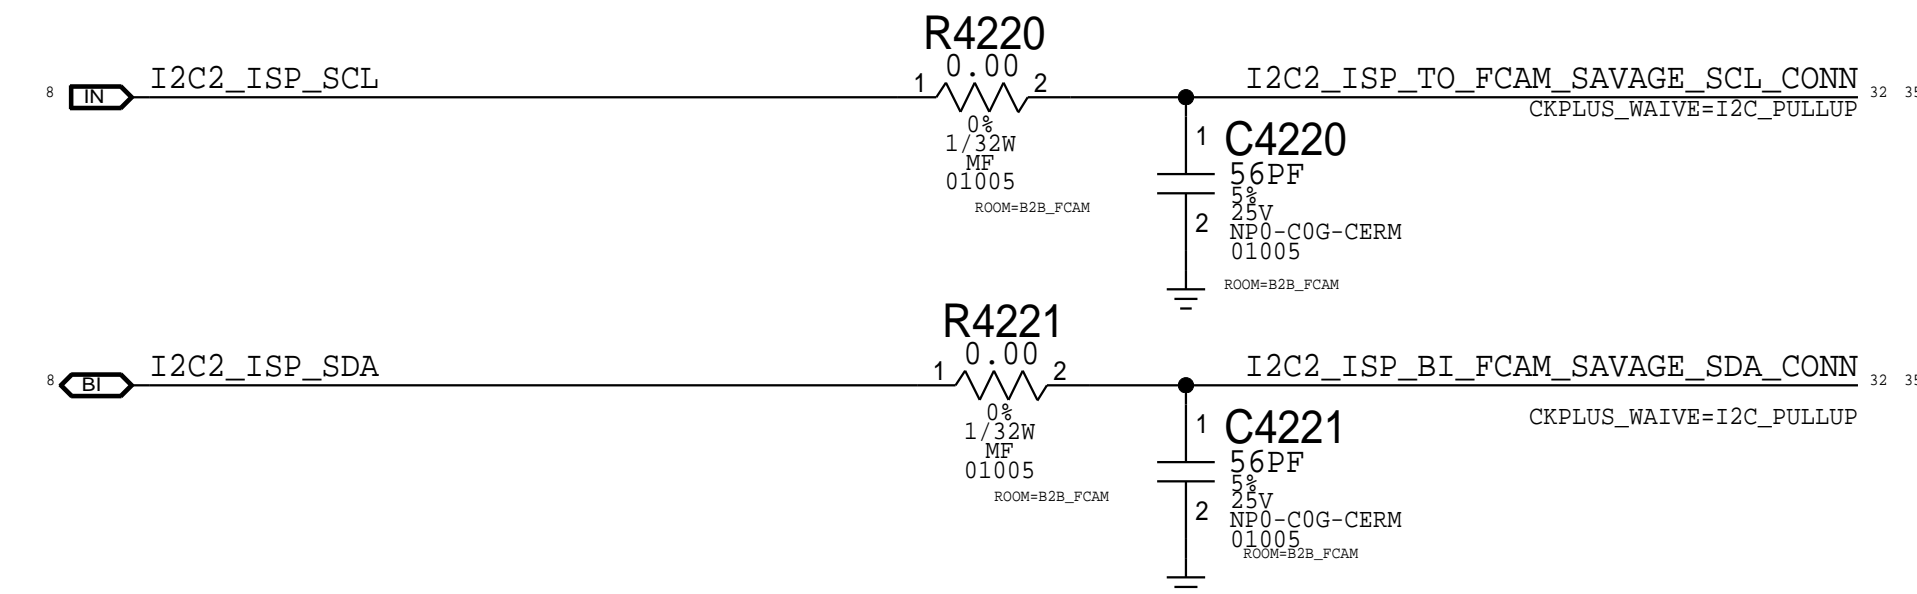 R4220
8 IN I2C2_ISP_SCL 1 0.00 2 I2C2_ISP_TO_FCAM_SAVAGE_SCL_CONN 32 35
0% CKPLUS_WAIVE=I2C_PULLUP
1/32W
MF
01005
ROOM=B2B_FCAM
1 C4220
56PF
5%
25V
2 NP0-C0G-CERM
01005
ROOM=B2B_FCAM
R4221
8 BI I2C2_ISP_SDA 1 0.00 2 I2C2_ISP_BI_FCAM_SAVAGE_SDA_CONN 32 35
0% CKPLUS_WAIVE=I2C_PULLUP
1/32W
MF
01005
ROOM=B2B_FCAM
1 C4221
56PF
5%
25V
2 NP0-C0G-CERM
01005
ROOM=B2B_FCAM